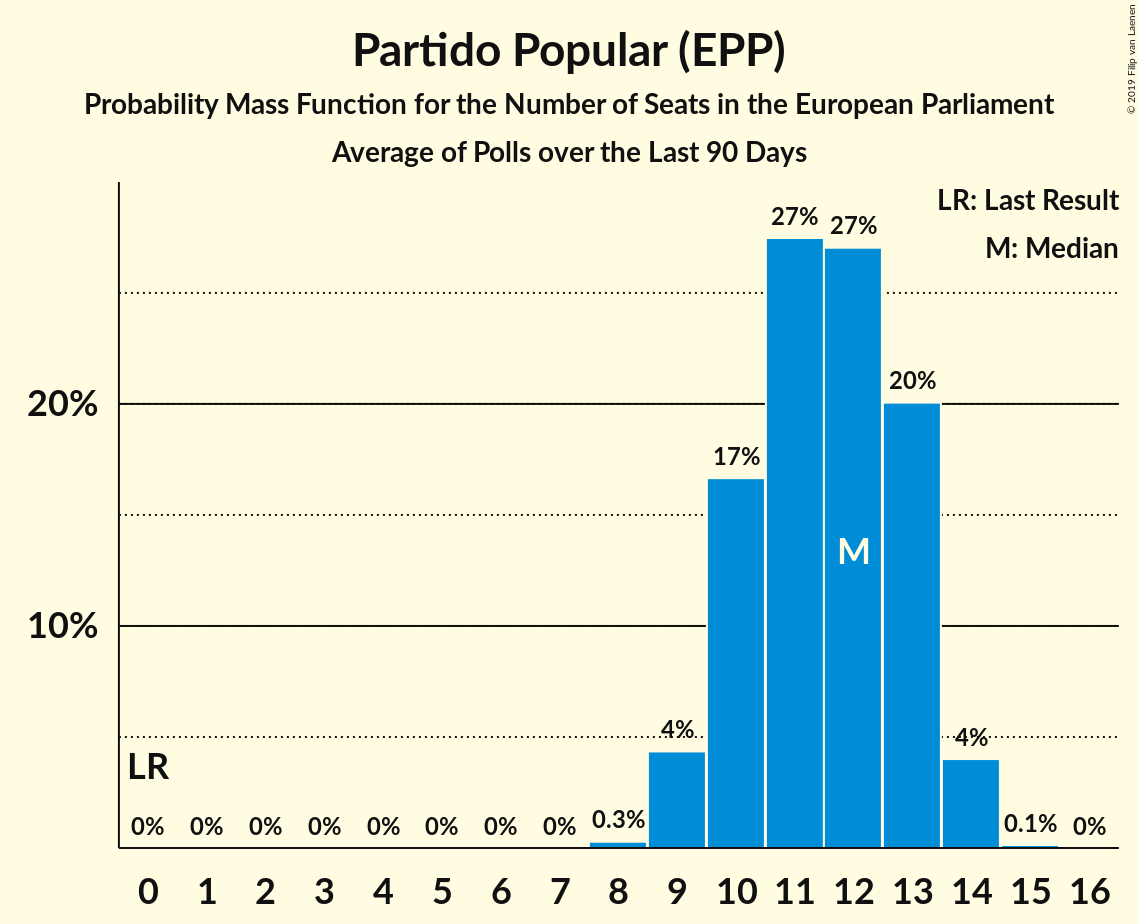 Partido Popular (EPP)
Probability Mass Function for the Number of Seats in the European Parliament
Average of Polls over the Last 90 Days
© 2019 Filip van Laenen
LR: Last Result
M: Median
27% 27%
20%
20%
17%
M
10%
4% 4%
LR
0% 0% 0% 0% 0% 0% 0% 0% 0.3% 0.1% 0%
0 1 2 3 4 5 6 7 8 9 10 11 12 13 14 15 16